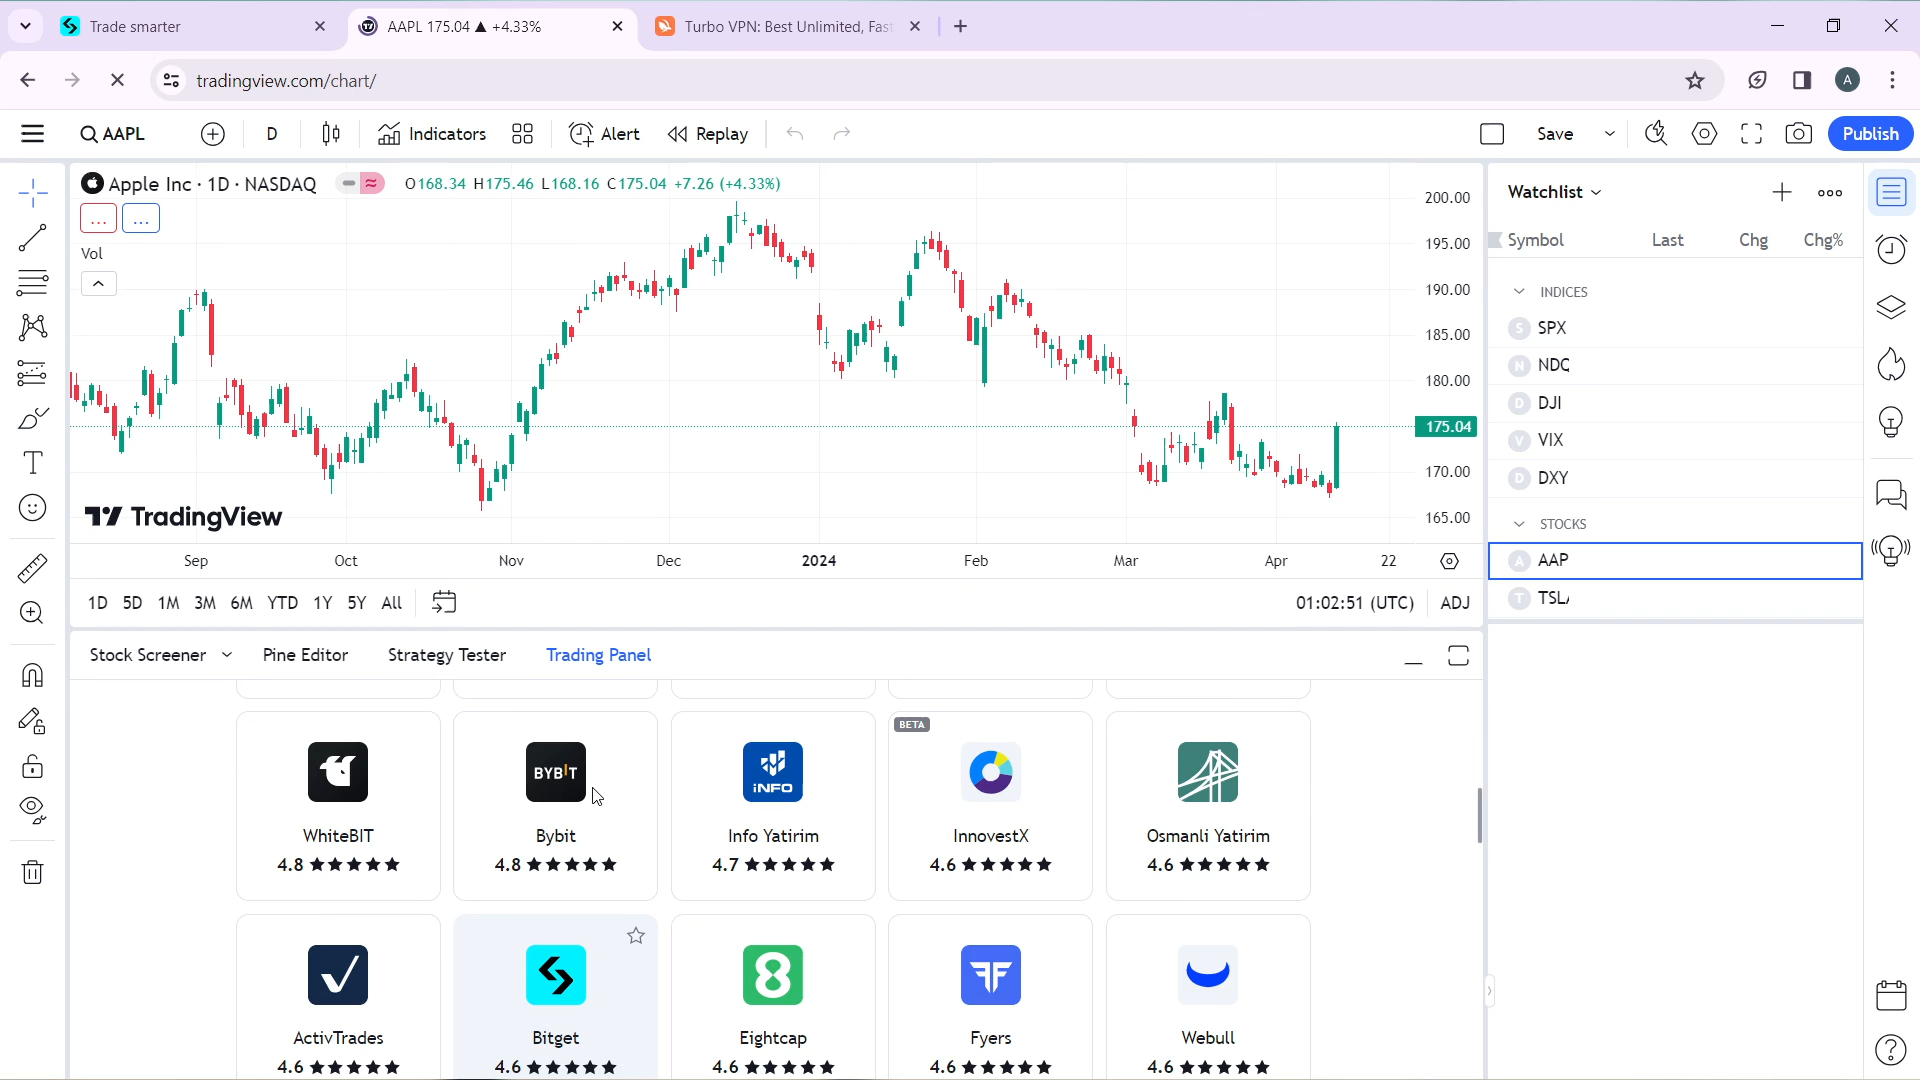 Trade smarter
AAPL 175.04 ▲ +4.33%
Turbo VPN: Best Unlimited, Fast
tradingview.com/chart/
A
AAPL
D
Indicators
Alert
Replay
Save
Publish
Apple Inc · 1D · NASDAQ
O168.34 H175.46 L168.16 C175.04 +7.26 (+4.33%)
...
...
Vol
TradingView
200.00
195.00
190.00
185.00
180.00
175.04
170.00
165.00
Sep
Oct
Nov
Dec
2024
Feb
Mar
Apr
22
1D 5D 1M 3M 6M YTD 1Y 5Y All
01:02:51 (UTC)
ADJ
Watchlist
Symbol Last Chg Chg%
INDICES
S SPX
N NDQ
D DJI
V VIX
D DXY
STOCKS
A AAP
T TSL
Stock Screener
Pine Editor
Strategy Tester
Trading Panel
WhiteBIT
4.8 ★★★★★
BYBIT
Bybit
4.8 ★★★★★
iNFO
Info Yatirim
4.7 ★★★★★
BETA
InnovestX
4.6 ★★★★★
Osmanli Yatirim
4.6 ★★★★★
ActivTrades
4.6 ★★★★★
Bitget
4.6 ★★★★★
8
Eightcap
4.6 ★★★★★
Fyers
4.6 ★★★★★
Webull
4.6 ★★★★★